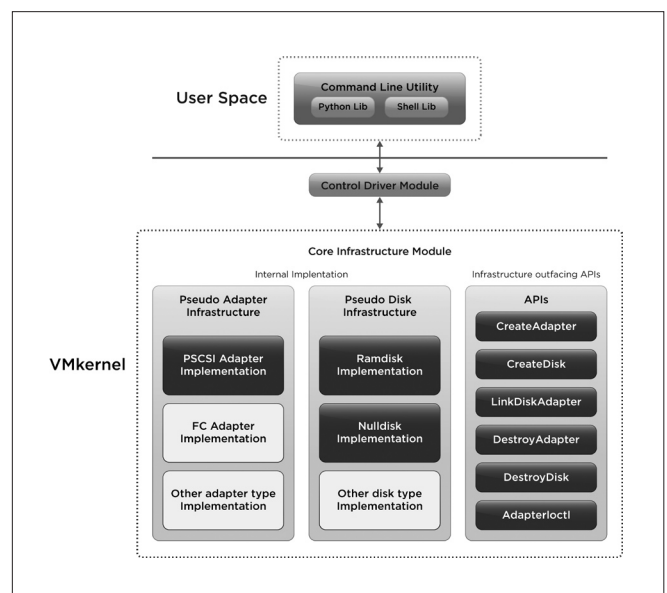 User Space
Command Line Utility
Python Lib
Shell Lib
Control Driver Module
VMkernel
Core Infrastructure Module
Internal Implentation
Infrastructure outfacing APIs
Pseudo Adapter
Infrastructure
PSCSI Adapter
Implementation
FC Adapter
Implementation
Other adapter type
Implementation
Pseudo Disk
Infrastructure
Ramdisk
Implementation
Nulldisk
Implementation
Other disk type
Implementation
APIs
CreateAdapter
CreateDisk
LinkDiskAdapter
DestroyAdapter
DestroyDisk
AdapterIoctl